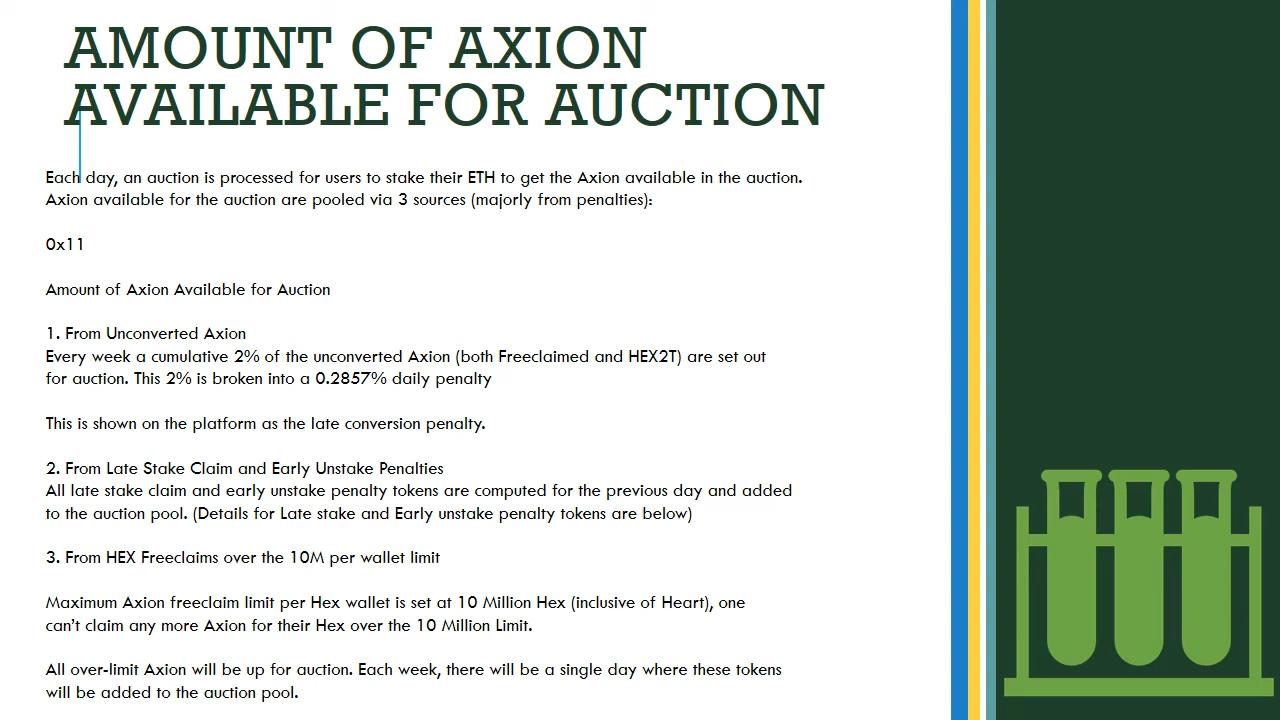 AMOUNT OF AXION
AVAILABLE FOR AUCTION
Each day, an auction is processed for users to stake their ETH to get the Axion available in the auction.
Axion available for the auction are pooled via 3 sources (majorly from penalties):
0x11
Amount of Axion Available for Auction
1. From Unconverted Axion
Every week a cumulative 2% of the unconverted Axion (both Freeclaimed and HEX2T) are set out
for auction. This 2% is broken into a 0.2857% daily penalty
This is shown on the platform as the late conversion penalty.
2. From Late Stake Claim and Early Unstake Penalties
All late stake claim and early unstake penalty tokens are computed for the previous day and added
to the auction pool. (Details for Late stake and Early unstake penalty tokens are below)
3. From HEX Freeclaims over the 10M per wallet limit
Maximum Axion freeclaim limit per Hex wallet is set at 10 Million Hex (inclusive of Heart), one
can’t claim any more Axion for their Hex over the 10 Million Limit.
All over-limit Axion will be up for auction. Each week, there will be a single day where these tokens
will be added to the auction pool.